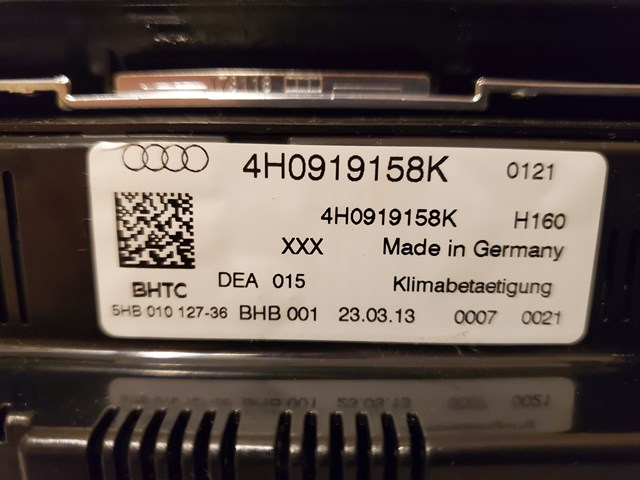 4H0919158K 0121
4H0919158K H160
XXX Made in Germany
DEA 015 Klimabetaetigung
BHTC
5HB 010 127-36 BHB 001 23.03.13 0007 0021